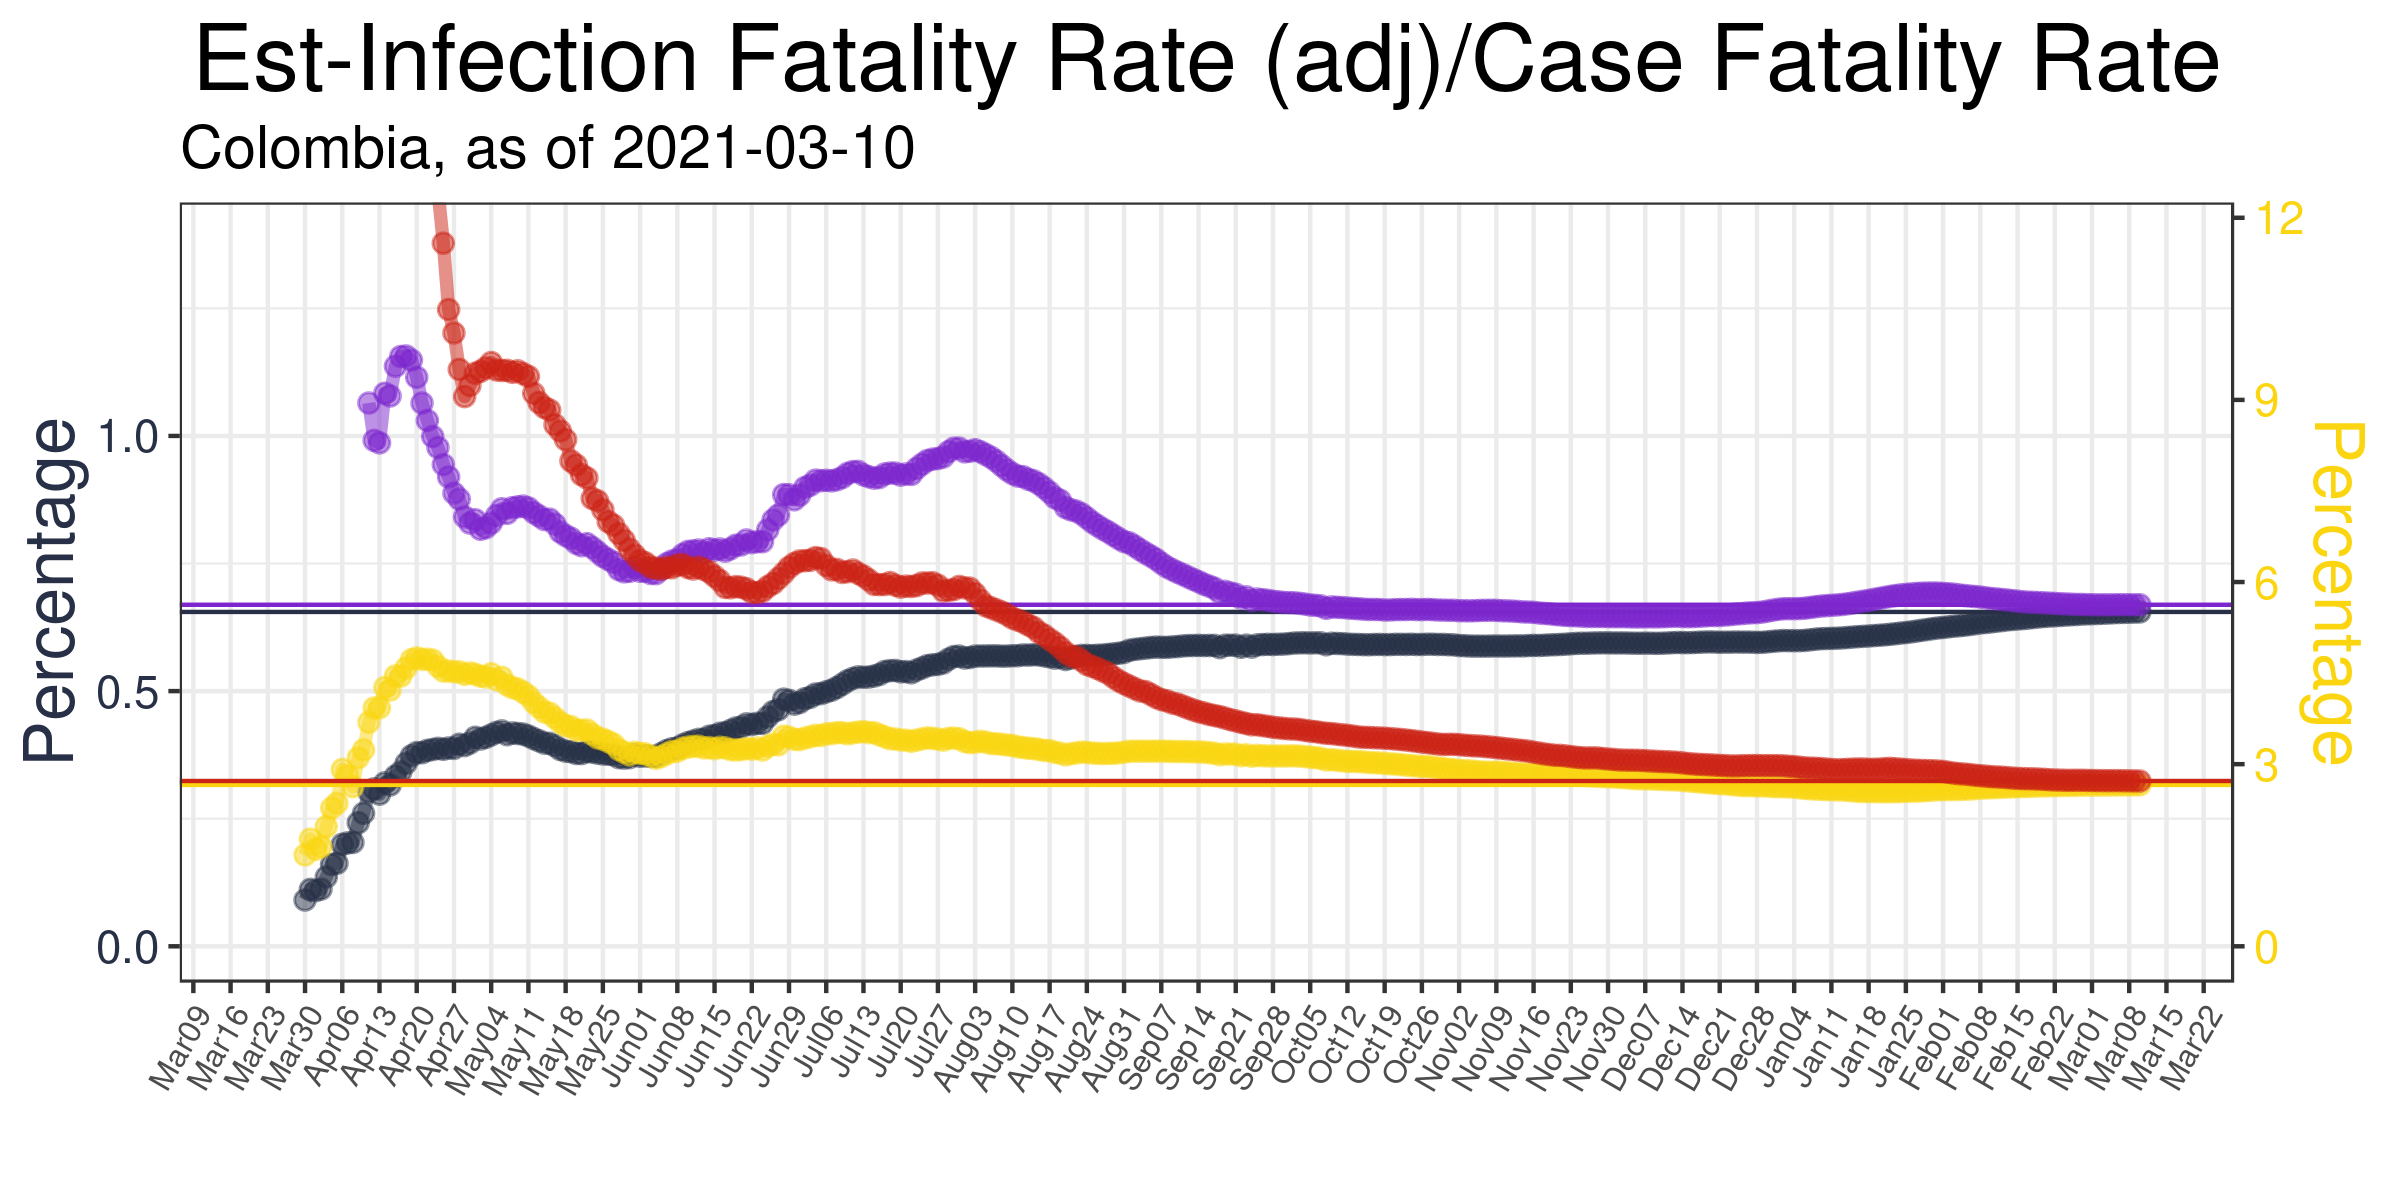 Est-Infection Fatality Rate (adj)/Case Fatality Rate
Colombia, as of 2021-03-10
Percentage
1.0
0.5
0.0
12
9
6
3
0
Percentage
Mar09
Mar16
Mar23
Mar30
Apr06
Apr13
Apr20
Apr27
May04
May11
May18
May25
Jun01
Jun08
Jun15
Jun22
Jun29
Jul06
Jul13
Jul20
Jul27
Aug03
Aug10
Aug17
Aug24
Aug31
Sep07
Sep14
Sep21
Sep28
Oct05
Oct12
Oct19
Oct26
Nov02
Nov09
Nov16
Nov23
Nov30
Dec07
Dec14
Dec21
Dec28
Jan04
Jan11
Jan18
Jan25
Feb01
Feb08
Feb15
Feb22
Mar01
Mar08
Mar15
Mar22